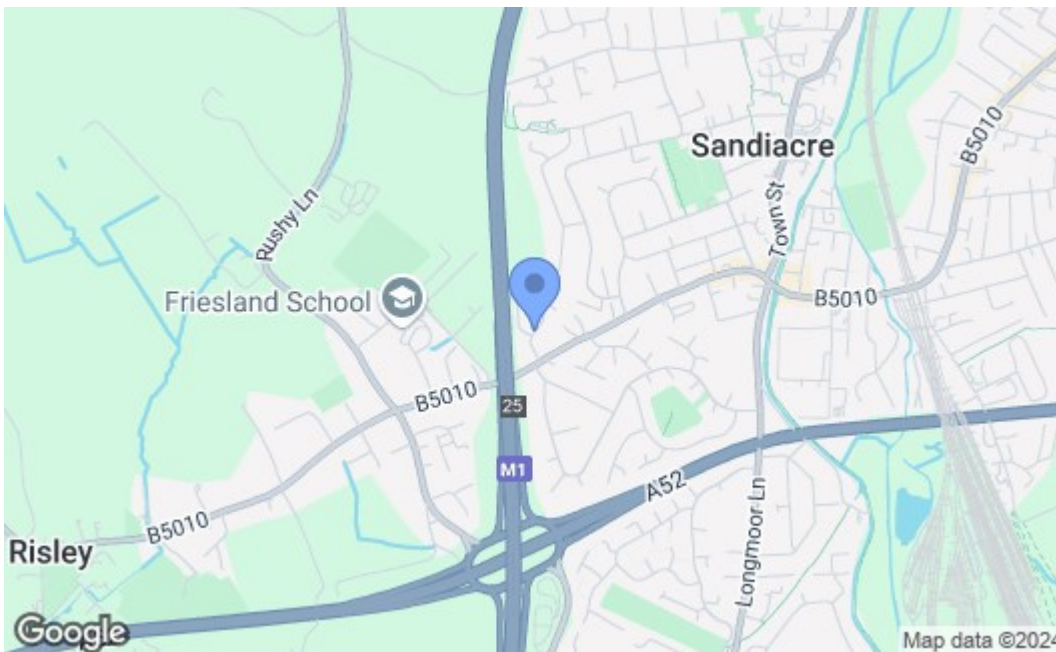 Sandiacre
B5010
Rushy Ln
Town St
Friesland School
B5010
B5010
25
M1
A52
B5010
Longmoor Ln
Risley
Google
Map data ©2024